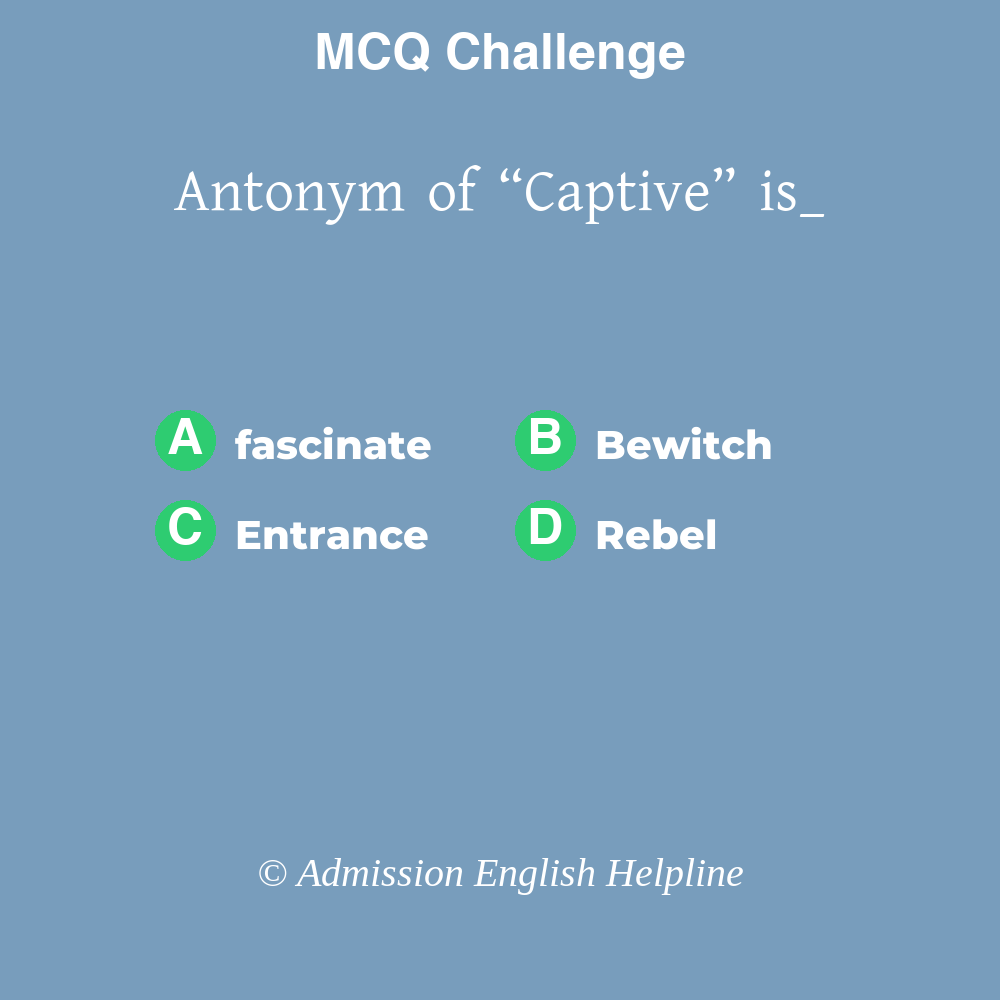 MCQ Challenge
Antonym of “Captive” is_
A fascinate
B Bewitch
C Entrance
D Rebel
© Admission English Helpline